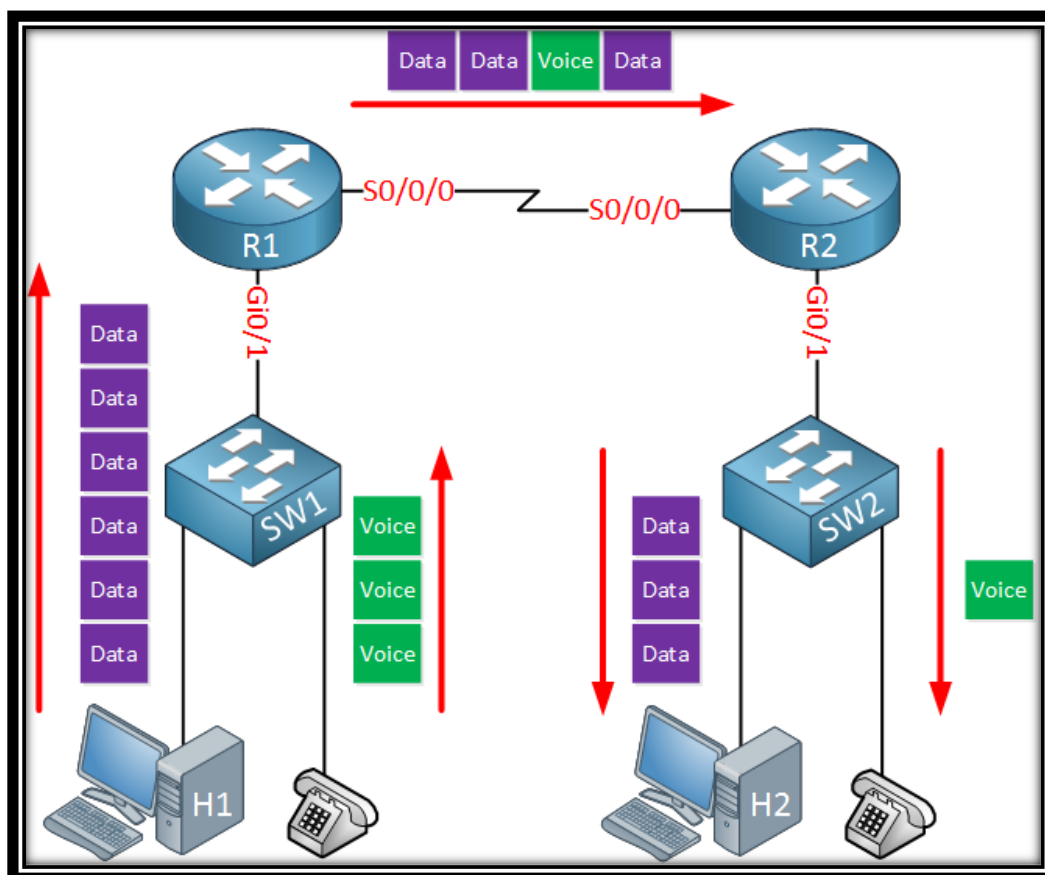 Data Data Voice Data
S0/0/0
S0/0/0
R1
R2
Gi0/1
Gi0/1
Data
Data
Data
Data
Data
Data
SW1
Voice
Voice
Voice
SW2
Data
Data
Data
Voice
H1
H2